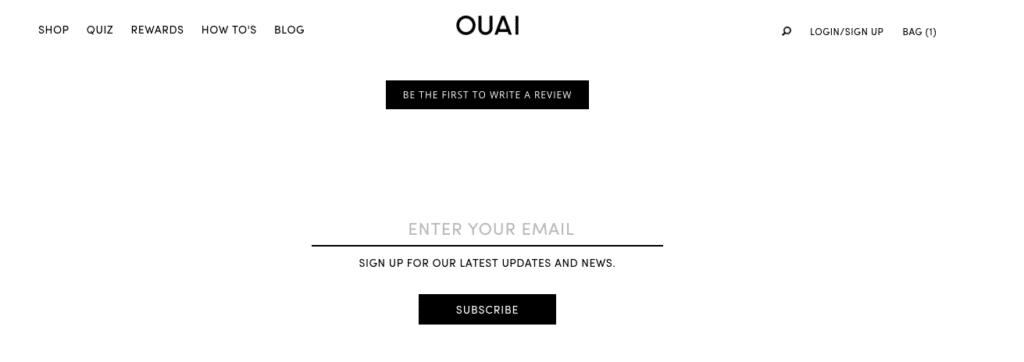 SHOP QUIZ REWARDS HOW TO'S BLOG OUAI LOGIN/SIGN UP BAG (1)
BE THE FIRST TO WRITE A REVIEW
ENTER YOUR EMAIL
SIGN UP FOR OUR LATEST UPDATES AND NEWS.
SUBSCRIBE